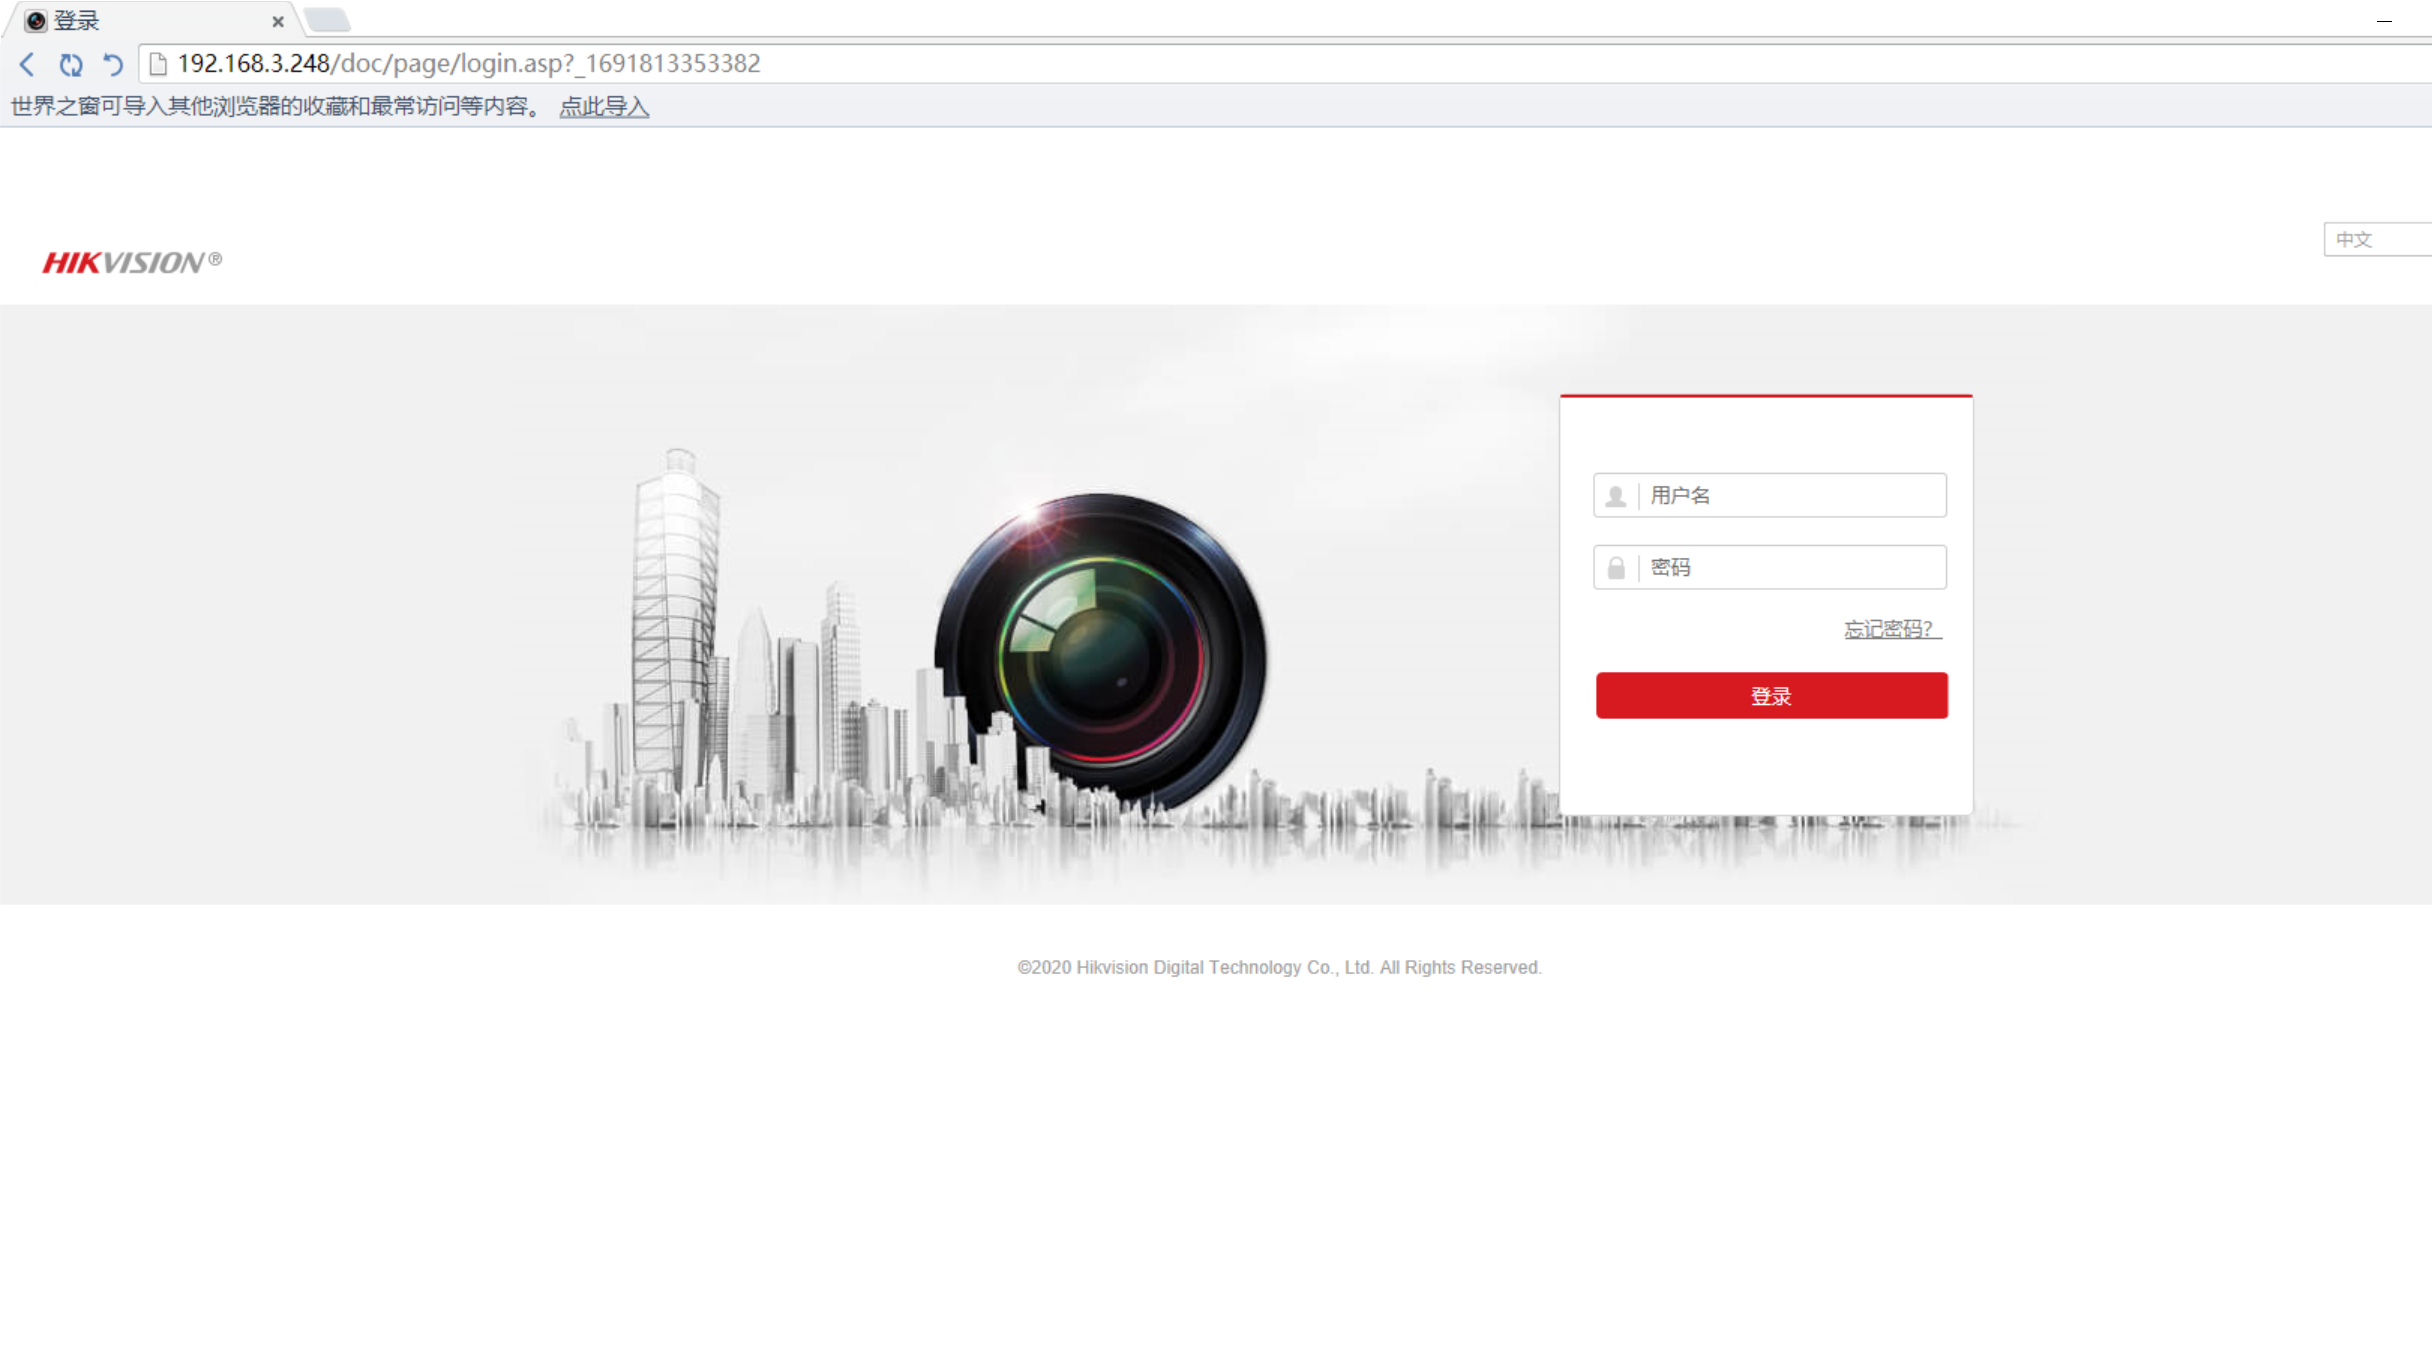 登录
192.168.3.248/doc/page/login.asp?_1691813353382
世界之窗可导入其他浏览器的收藏和最常访问等内容。 点此导入
中文
HIKVISION®
用户名
密码
忘记密码?
登录
©2020 Hikvision Digital Technology Co., Ltd. All Rights Reserved.